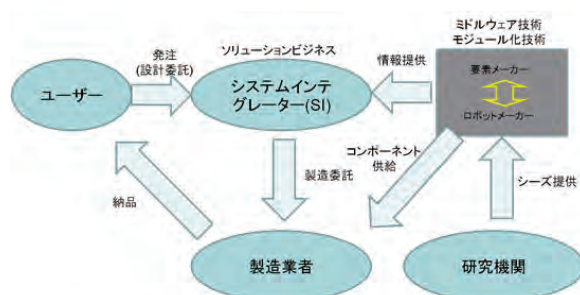 ミドルウェア技術
モジュール化技術
発注
(設計委託)
ソリューションビジネス
情報提供
要素メーカー
ロボットメーカー
ユーザー
システムインテ
グレーター(SI)
コンポーネント
供給
製造委託
シーズ提供
納品
製造業者
研究機関